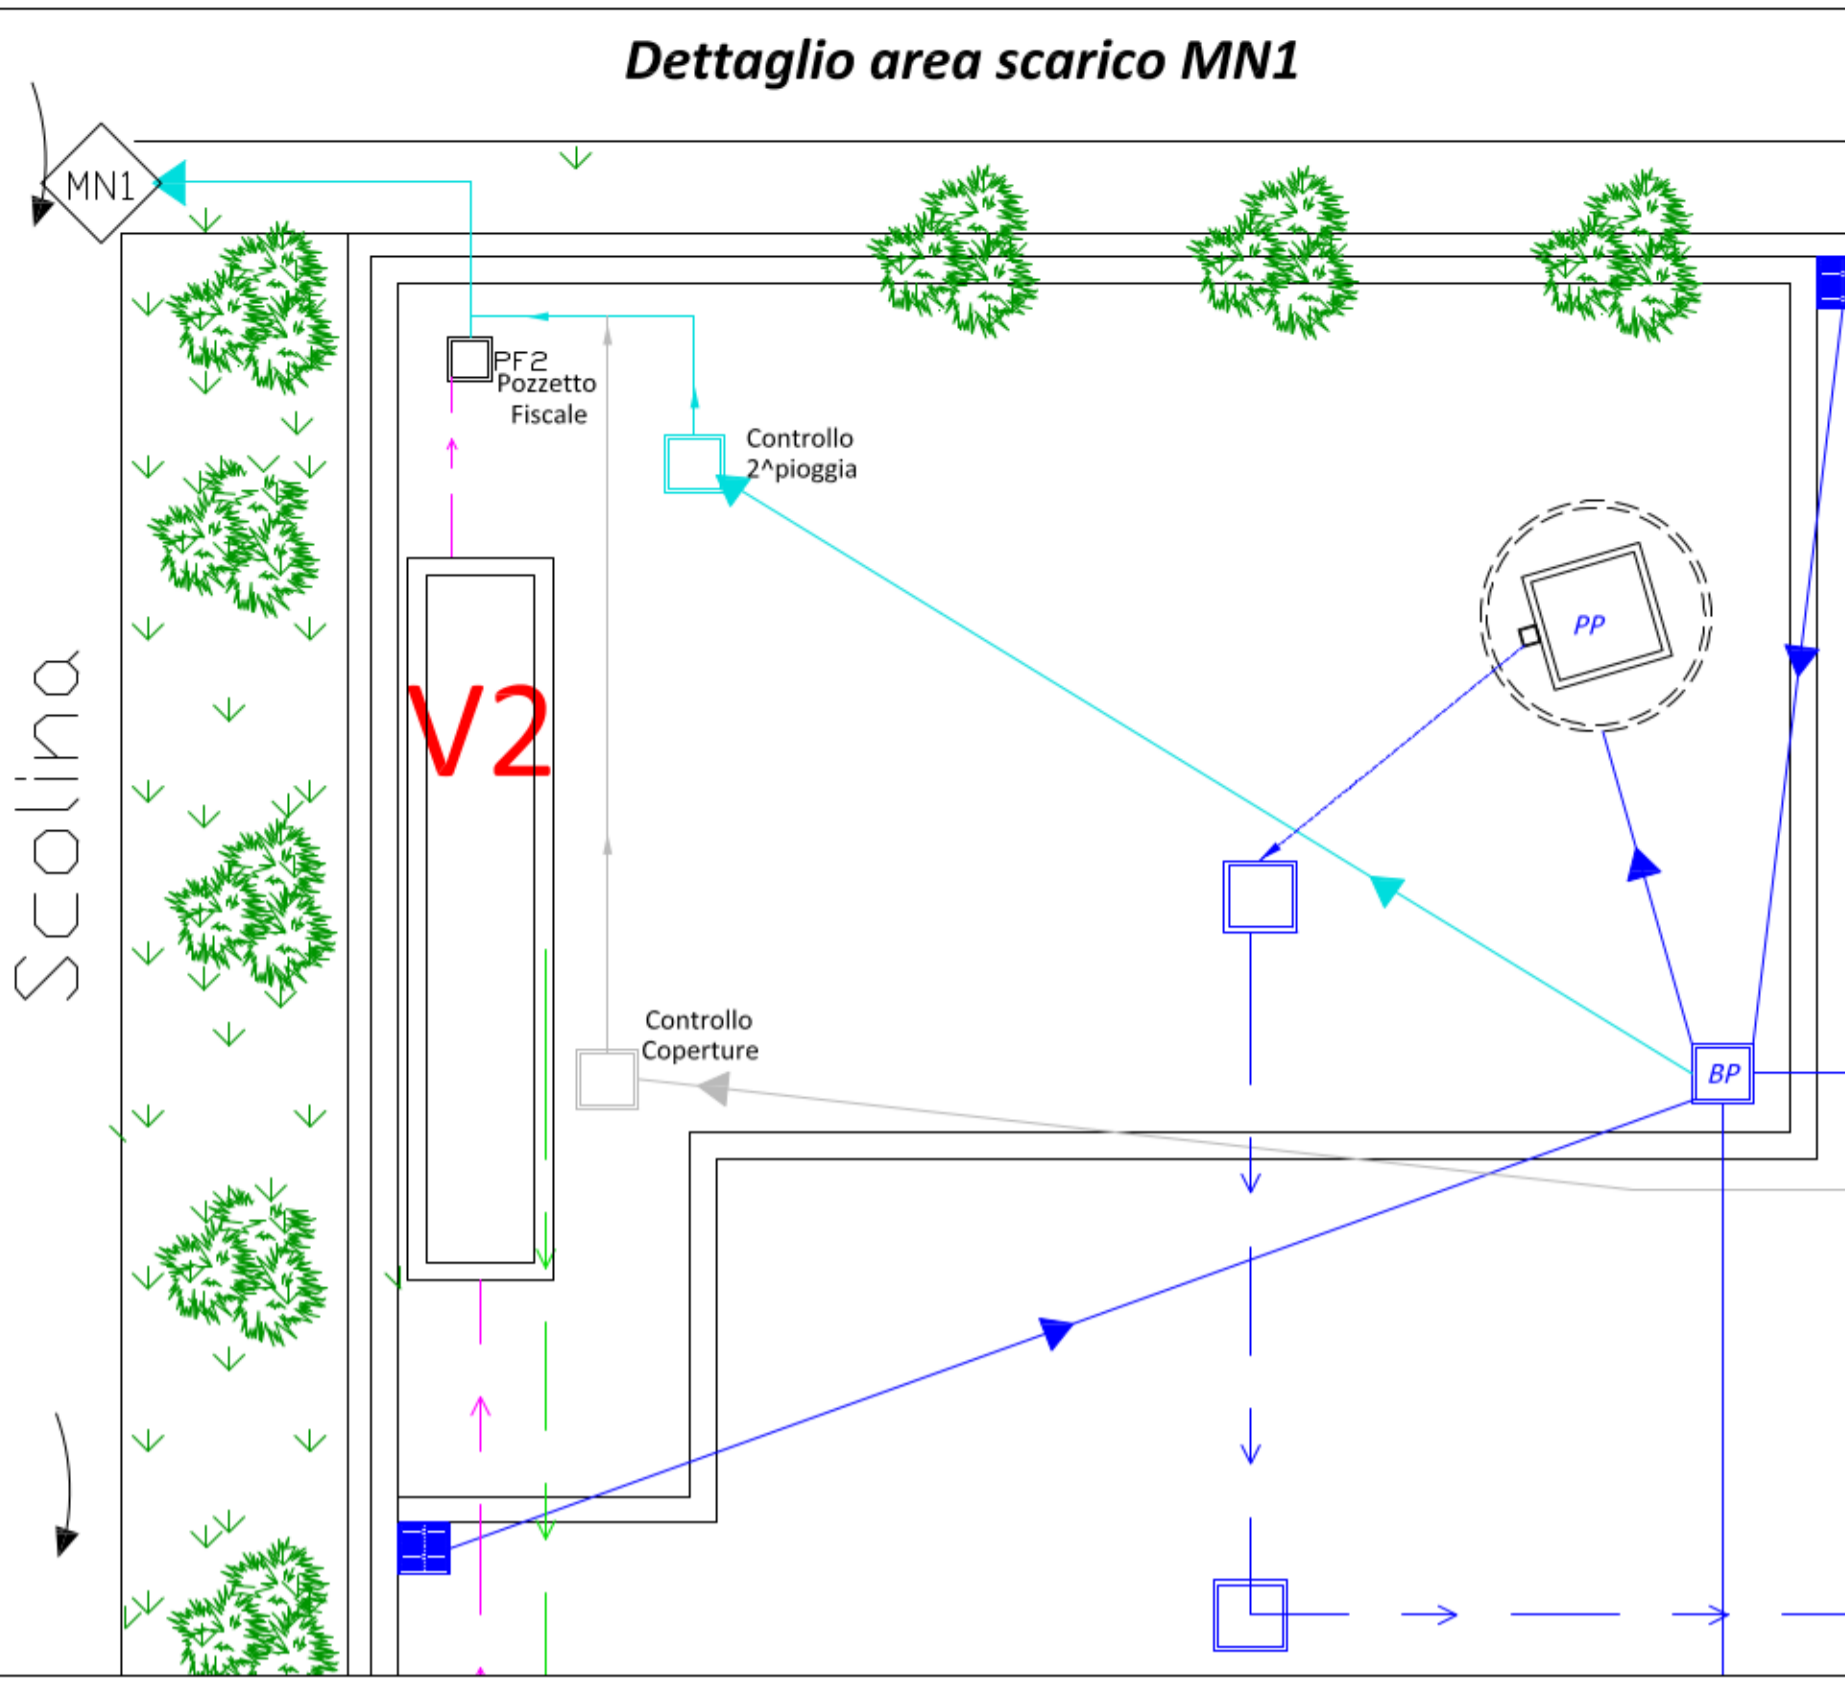 Dettaglio area scarico MN1
MN1
PF2
Pozzetto
Fiscale
Controllo
2^pioggia
PP
V2
Scolina
Controllo
Coperture
BP